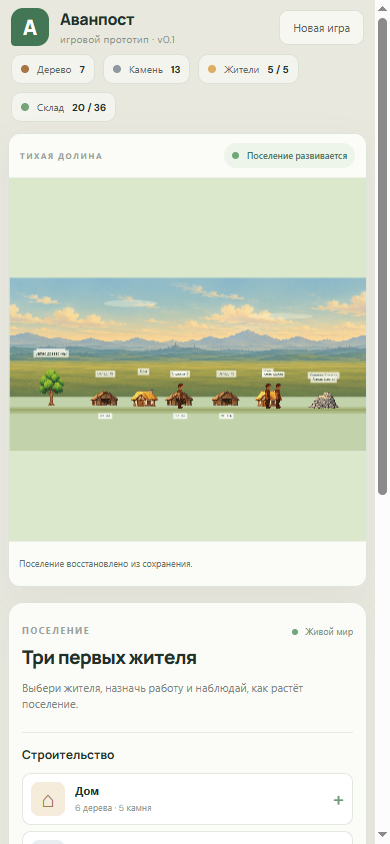 А
Аванпост
игровой прототип · v0.1
Новая игра
Дерево 7
Камень 13
Жители 5 / 5
Склад 20 / 36
ТИХАЯ ДОЛИНА
Поселение развивается
Поселение восстановлено из сохранения.
ПОСЕЛЕНИЕ
Живой мир
Три первых жителя
Выбери жителя, назначь работу и наблюдай, как растёт
поселение.
Строительство
Дом
6 дерева · 5 камня
+